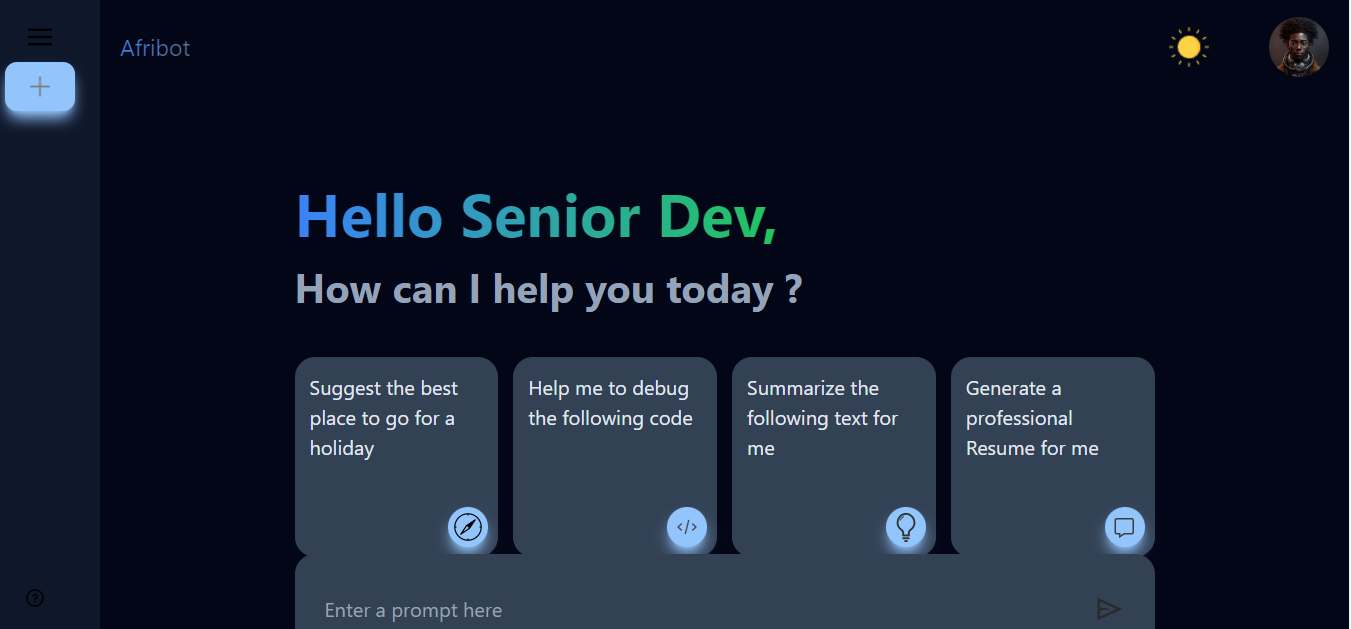 Afribot
Hello Senior Dev,
How can I help you today ?
Suggest the best
place to go for a
holiday
Help me to debug
the following code
Summarize the
following text for
me
Generate a
professional
Resume for me
Enter a prompt here